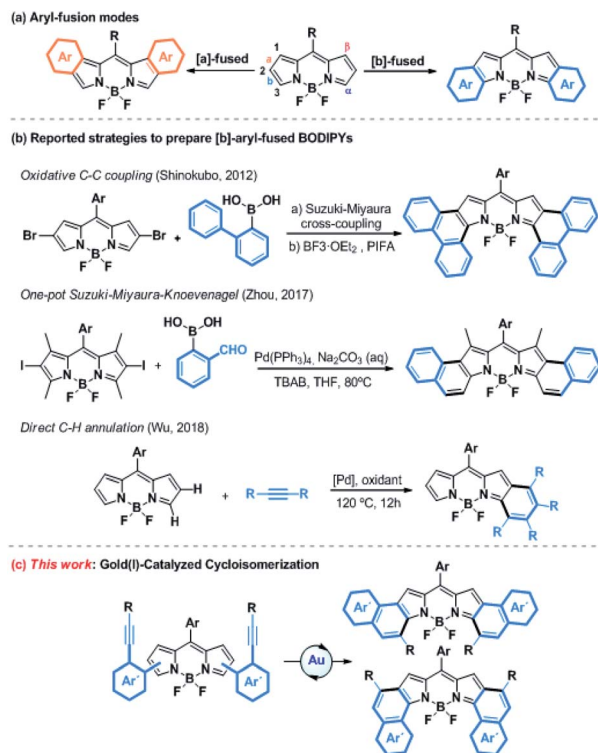 (a) Aryl-fusion modes
R R R
Ar Ar [a]-fused 1 a 2 b 3 β α [b]-fused Ar Ar
N N B F F N N B F F N N B F F
(b) Reported strategies to prepare [b]-aryl-fused BODIPYs
Oxidative C-C coupling (Shinokubo, 2012)
Ar HO OH B Ar
Br N N B F F Br + a) Suzuki-Miyaura
cross-coupling
b) BF3·OEt2 , PIFA
N N B F F
One-pot Suzuki-Miyaura-Knoevenagel (Zhou, 2017)
Ar HO OH B CHO Ar
I N N B F F I + Pd(PPh3)4, Na2CO3 (aq)
TBAB, THF, 80ºC
N N B F F
Direct C-H annulation (Wu, 2018)
Ar Ar
N N B F F H H + R R [Pd], oxidant
120 ºC, 12h
N N B F F R R R R
(c) This work: Gold(I)-Catalyzed Cycloisomerization
R Ar R Ar
Ar' N N B F F Ar' Au Ar' N N B F F R R Ar'
Ar
R N N B F F R Ar' Ar'